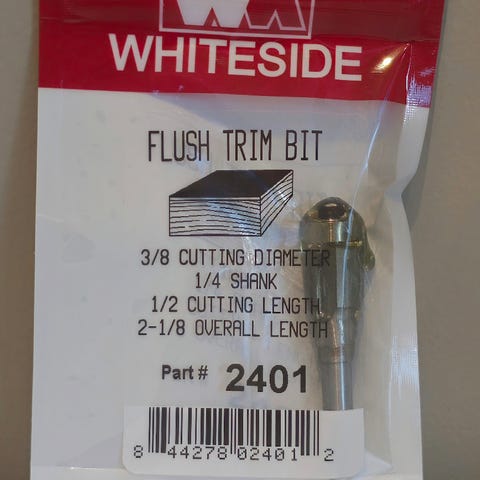 WHITESIDE
FLUSH TRIM BIT
3/8 CUTTING DIAMETER
1/4 SHANK
1/2 CUTTING LENGTH
2-1/8 OVERALL LENGTH
Part # 2401
8 44278 02401 2